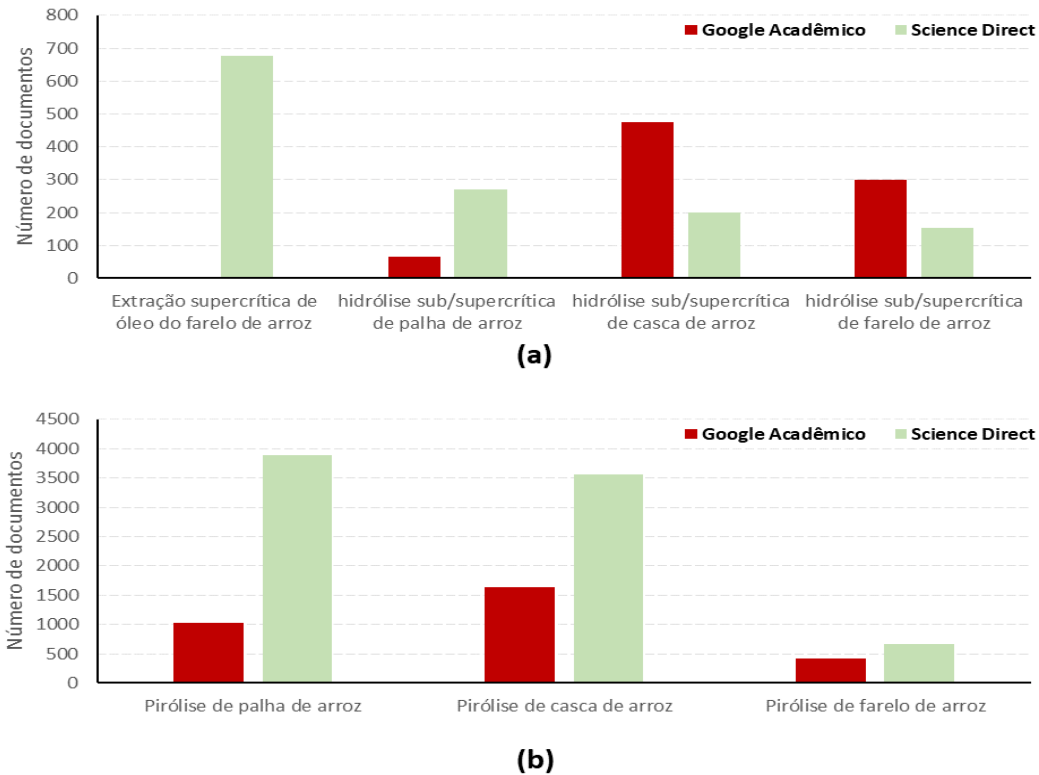 800
700
600
500
400
300
200
100
0
Número de documentos
Google Acadêmico
Science Direct
Extração supercrítica de
óleo do farelo de arroz
hidrólise sub/supercrítica
de palha de arroz
hidrólise sub/supercrítica
de casca de arroz
hidrólise sub/supercrítica
de farelo de arroz
(a)
4500
4000
3500
3000
2500
2000
1500
1000
500
0
Número de documentos
Google Acadêmico
Science Direct
Pirólise de palha de arroz
Pirólise de casca de arroz
Pirólise de farelo de arroz
(b)